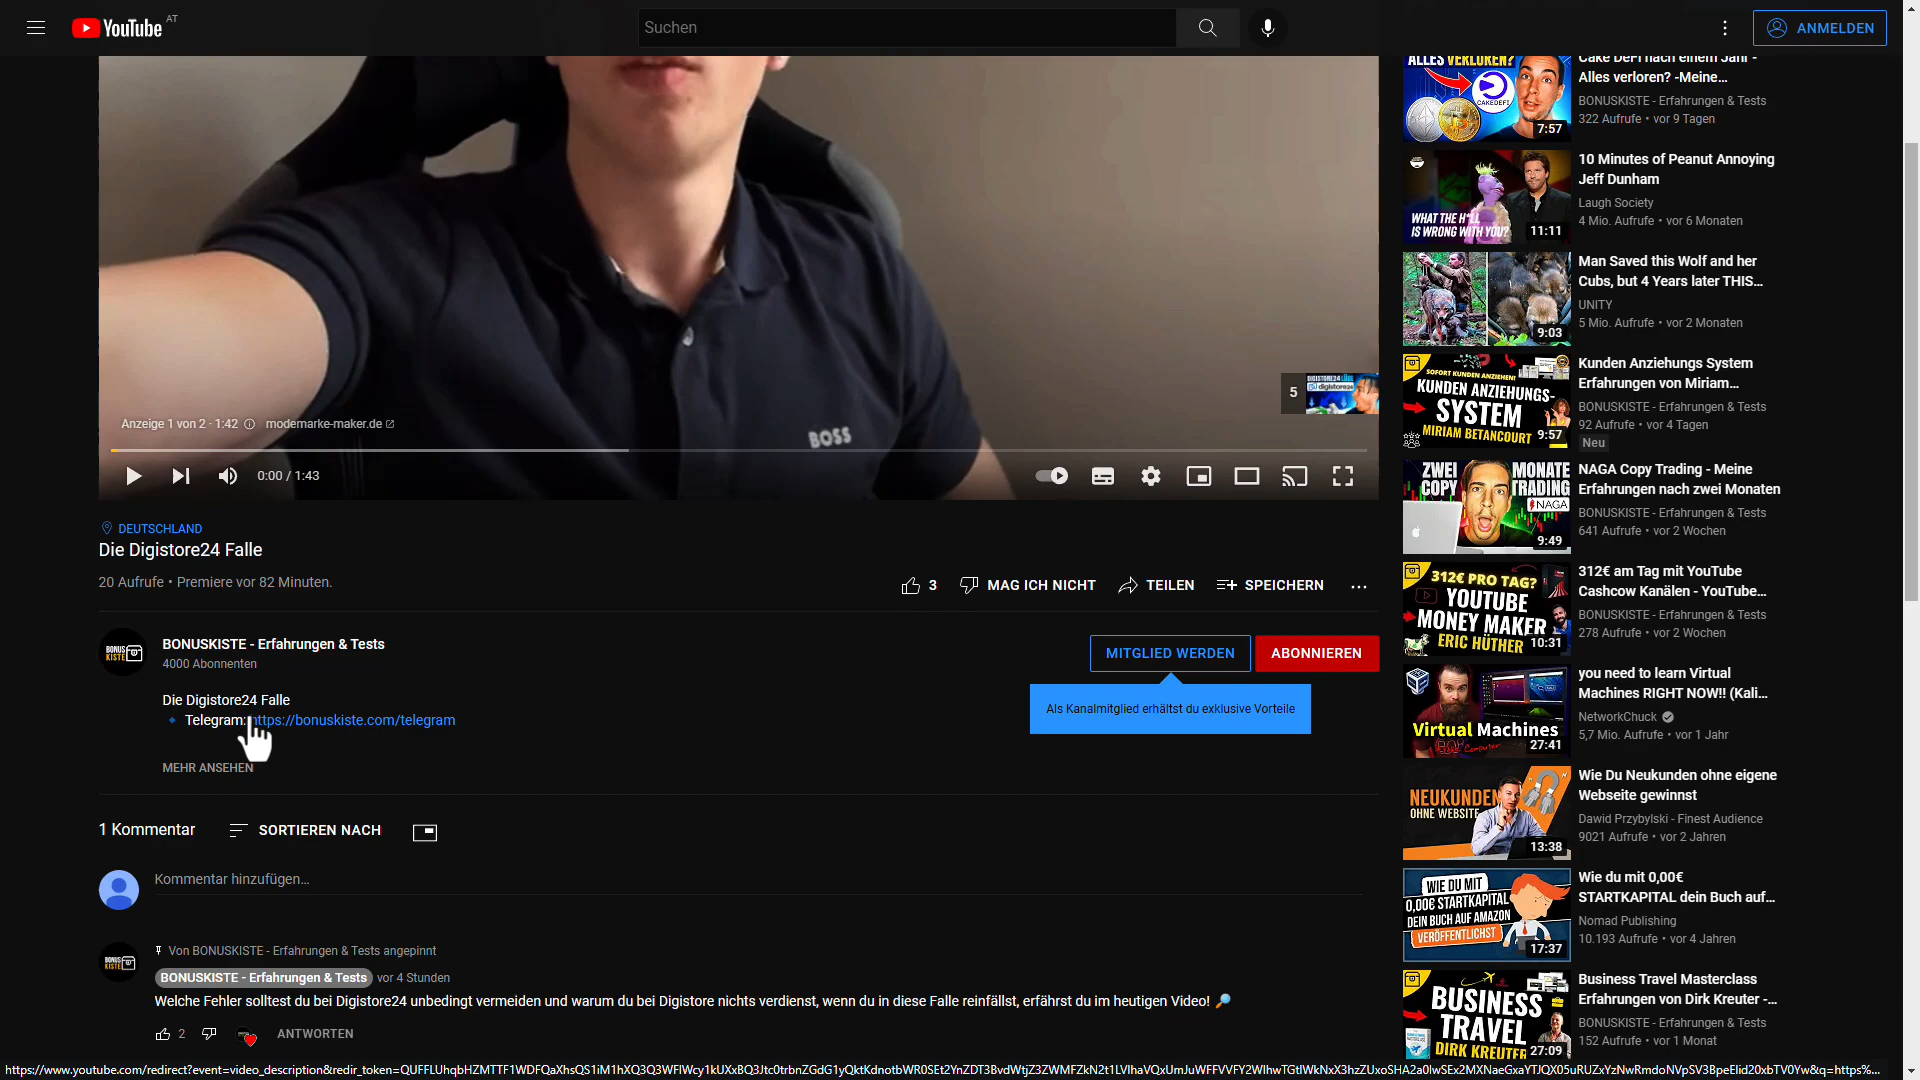 YouTube AT
Suchen
ANMELDEN
BOSS
5
Anzeige 1 von 2 · 1:42
modemarke-maker.de
0:00 / 1:43
DEUTSCHLAND
Die Digistore24 Falle
20 Aufrufe • Premiere vor 82 Minuten.
3
MAG ICH NICHT
TEILEN
SPEICHERN
BONUSKISTE - Erfahrungen & Tests
4000 Abonnenten
MITGLIED WERDEN
ABONNIEREN
Als Kanalmitglied erhältst du exklusive Vorteile
Die Digistore24 Falle
Telegram: https://bonuskiste.com/telegram
MEHR ANSEHEN
1 Kommentar
SORTIEREN NACH
Kommentar hinzufügen…
Von BONUSKISTE - Erfahrungen & Tests angepinnt
BONUSKISTE - Erfahrungen & Tests vor 4 Stunden
Welche Fehler solltest du bei Digistore24 unbedingt vermeiden und warum du bei Digistore nichts verdienst, wenn du in diese Falle reinfällst, erfährst du im heutigen Video! 🔎
2
ANTWORTEN
ALLES VERLOREN?
CAKEDEFI
7:57
Cake DeFi nach einem Jahr -
Alles verloren? -Meine…
BONUSKISTE - Erfahrungen & Tests
322 Aufrufe • vor 9 Tagen
WHAT THE H*LL
IS WRONG WITH YOU?
11:11
10 Minutes of Peanut Annoying
Jeff Dunham
Laugh Society
4 Mio. Aufrufe • vor 6 Monaten
9:03
Man Saved this Wolf and her
Cubs, but 4 Years later THIS…
UNITY
5 Mio. Aufrufe • vor 2 Monaten
SOFORT KUNDEN ANZIEHEN!
KUNDEN ANZIEHUNGS-
SYSTEM
MIRIAM BETANCOURT
9:57
Kunden Anziehungs System
Erfahrungen von Miriam…
BONUSKISTE - Erfahrungen & Tests
92 Aufrufe • vor 4 Tagen
Neu
ZWEI MONATE
COPY TRADING
NAGA
9:49
NAGA Copy Trading - Meine
Erfahrungen nach zwei Monaten
BONUSKISTE - Erfahrungen & Tests
641 Aufrufe • vor 2 Wochen
312€ PRO TAG?
YOUTUBE
MONEY MAKER
ERIC HÜTHER
10:31
312€ am Tag mit YouTube
Cashcow Kanälen - YouTube…
BONUSKISTE - Erfahrungen & Tests
278 Aufrufe • vor 2 Wochen
Virtual Machines
27:41
you need to learn Virtual
Machines RIGHT NOW!! (Kali…
NetworkChuck
5,7 Mio. Aufrufe • vor 1 Jahr
NEUKUNDEN
OHNE WEBSITE
13:38
Wie Du Neukunden ohne eigene
Webseite gewinnst
Dawid Przybylski - Finest Audience
9021 Aufrufe • vor 2 Jahren
WIE DU MIT
0,00€ STARTKAPITAL
DEIN BUCH AUF AMAZON
VERÖFFENTLICHST
17:37
Wie du mit 0,00€
STARTKAPITAL dein Buch auf…
Nomad Publishing
10.193 Aufrufe • vor 4 Jahren
BUSINESS
TRAVEL
DIRK KREUTER
27:09
Business Travel Masterclass
Erfahrungen von Dirk Kreuter -…
BONUSKISTE - Erfahrungen & Tests
152 Aufrufe • vor 1 Monat